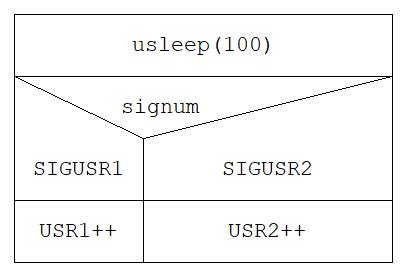 usleep(100)
signum
SIGUSR1 SIGUSR2
USR1++ USR2++